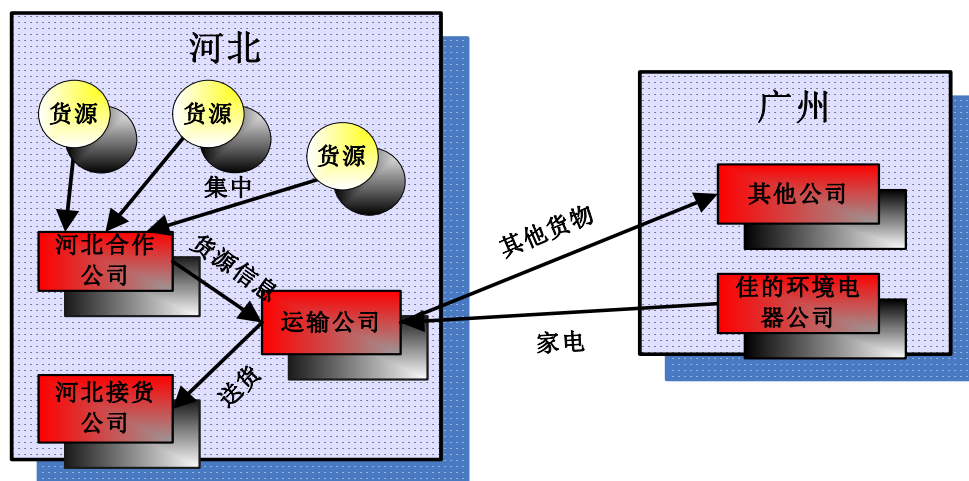 河北
货源
货源
货源
集中
河北合作
公司
货源信息
运输公司
送货
河北接货
公司
其他货物
家电
广州
其他公司
佳的环境电
器公司